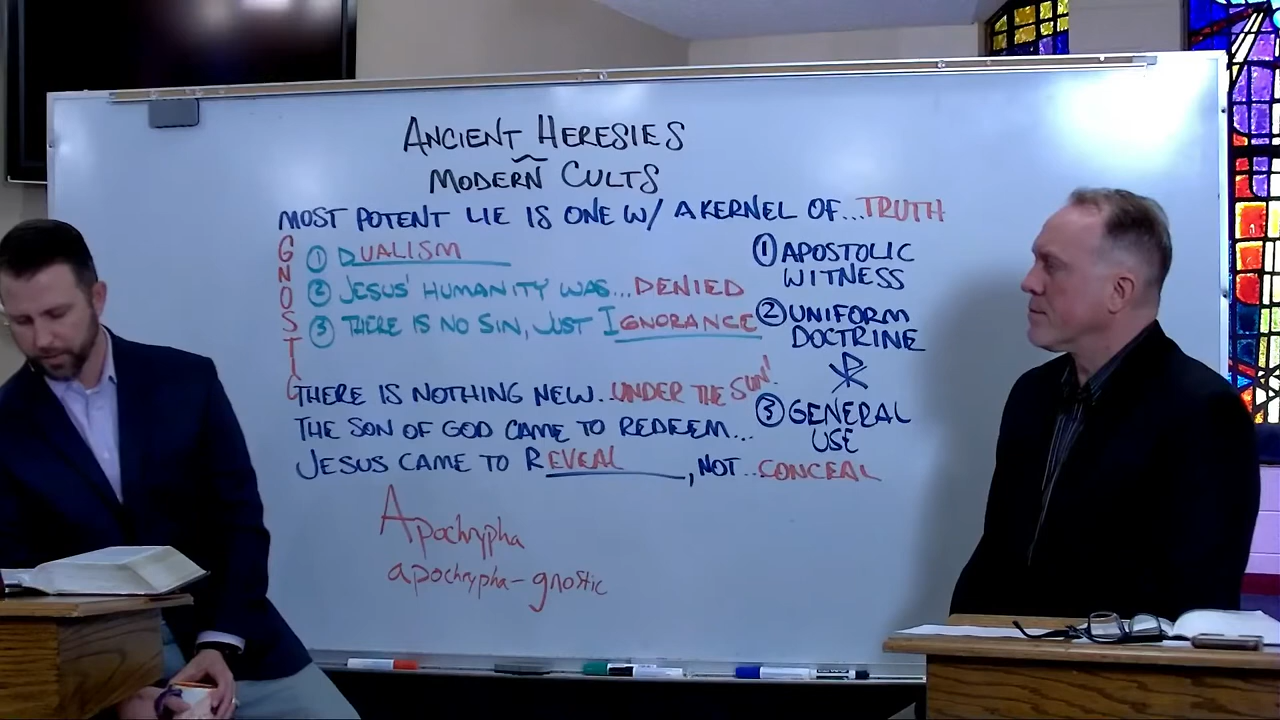 ANCIENT HERESIES
~
MODERN CULTS
MOST POTENT LIE IS ONE W/ A KERNEL OF...TRUTH
GNOSTIC
① DUALISM
② JESUS' HUMANITY WAS...DENIED
③ THERE IS NO SIN, JUST IGNORANCE
① APOSTOLIC
WITNESS
② UNIFORM
DOCTRINE
☧
③ GENERAL
USE
THERE IS NOTHING NEW..UNDER THE SUN!
THE SON OF GOD CAME TO REDEEM...
JESUS CAME TO REVEAL, NOT...CONCEAL
Apochrypha
apochrypha-gnostic